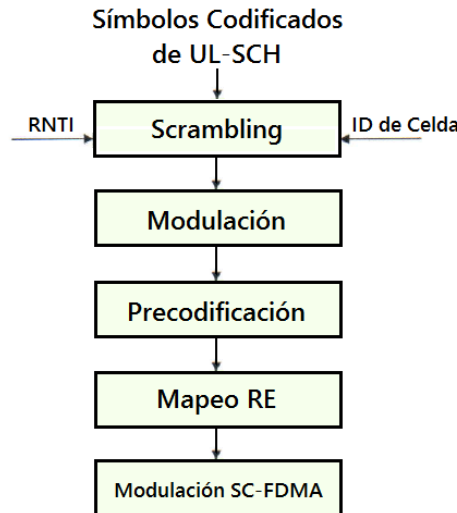 Símbolos Codificados
de UL-SCH
RNTI
Scrambling
ID de Celda
Modulación
Precodificación
Mapeo RE
Modulación SC-FDMA